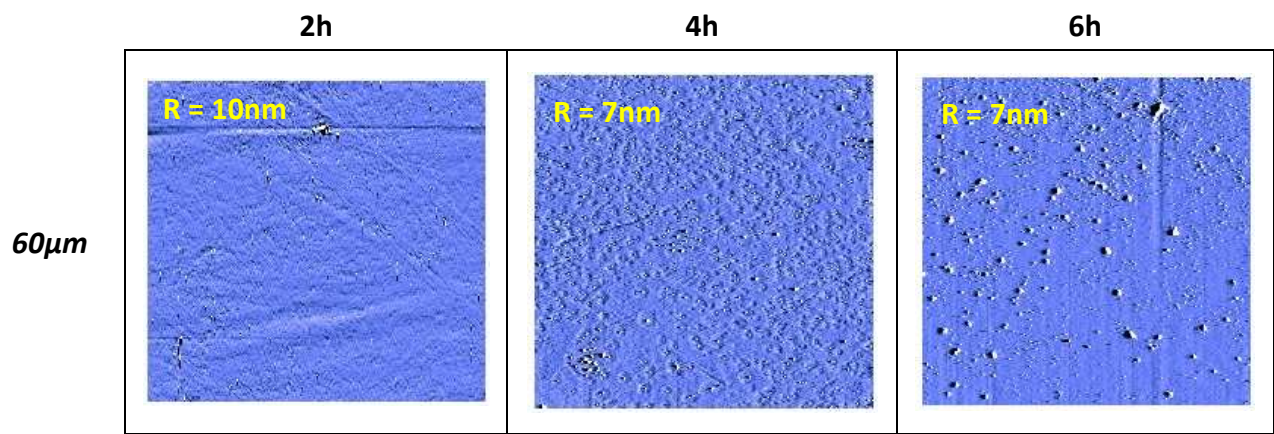 2h 4h 6h
R = 10nm R = 7nm R = 7nm
60μm